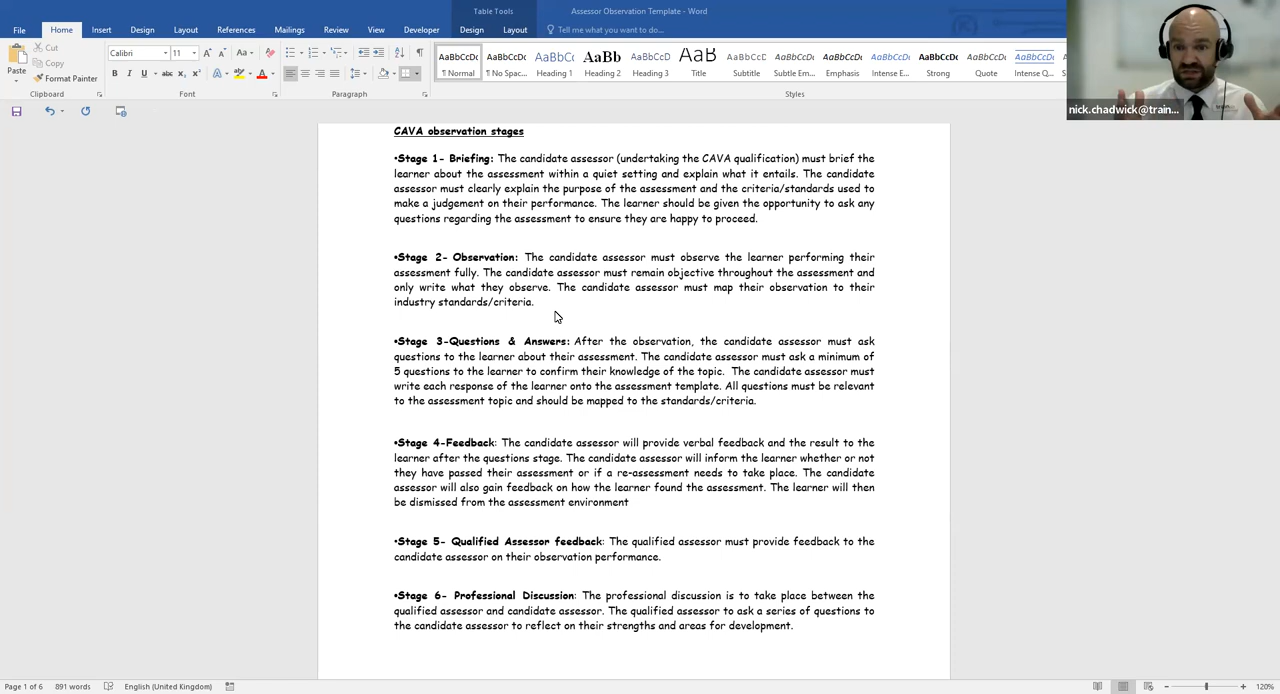 Table Tools
Assessor Observation Template - Word
File Home Insert Design Layout References Mailings Review View Developer Design Layout Tell me what you want to do...
Paste
Cut
Copy
Format Painter
Clipboard
Calibri 11
Font
Paragraph
AaBbCcDc AaBbCcDc AaBbCc AaBb AaBbCcD AaB AaBbCcD AaBbCcDc AaBbCcDc AaBbCcDc AaBbCcDc AaBbCcDc AaBbCcDc
¶ Normal ¶ No Spac... Heading 1 Heading 2 Heading 3 Title Subtitle Subtle Em... Emphasis Intense E... Strong Quote Intense Q...
Styles
nick.chadwick@train...
CAVA observation stages
•Stage 1- Briefing: The candidate assessor (undertaking the CAVA qualification) must brief the
learner about the assessment within a quiet setting and explain what it entails. The candidate
assessor must clearly explain the purpose of the assessment and the criteria/standards used to
make a judgement on their performance. The learner should be given the opportunity to ask any
questions regarding the assessment to ensure they are happy to proceed.
•Stage 2- Observation: The candidate assessor must observe the learner performing their
assessment fully. The candidate assessor must remain objective throughout the assessment and
only write what they observe. The candidate assessor must map their observation to their
industry standards/criteria.
•Stage 3-Questions & Answers: After the observation, the candidate assessor must ask
questions to the learner about their assessment. The candidate assessor must ask a minimum of
5 questions to the learner to confirm their knowledge of the topic. The candidate assessor must
write each response of the learner onto the assessment template. All questions must be relevant
to the assessment topic and should be mapped to the standards/criteria.
•Stage 4-Feedback: The candidate assessor will provide verbal feedback and the result to the
learner after the questions stage. The candidate assessor will inform the learner whether or not
they have passed their assessment or if a re-assessment needs to take place. The candidate
assessor will also gain feedback on how the learner found the assessment. The learner will then
be dismissed from the assessment environment
•Stage 5- Qualified Assessor feedback: The qualified assessor must provide feedback to the
candidate assessor on their observation performance.
•Stage 6- Professional Discussion: The professional discussion is to take place between the
qualified assessor and candidate assessor. The qualified assessor to ask a series of questions to
the candidate assessor to reflect on their strengths and areas for development.
Page 1 of 6 891 words English (United Kingdom) 120%